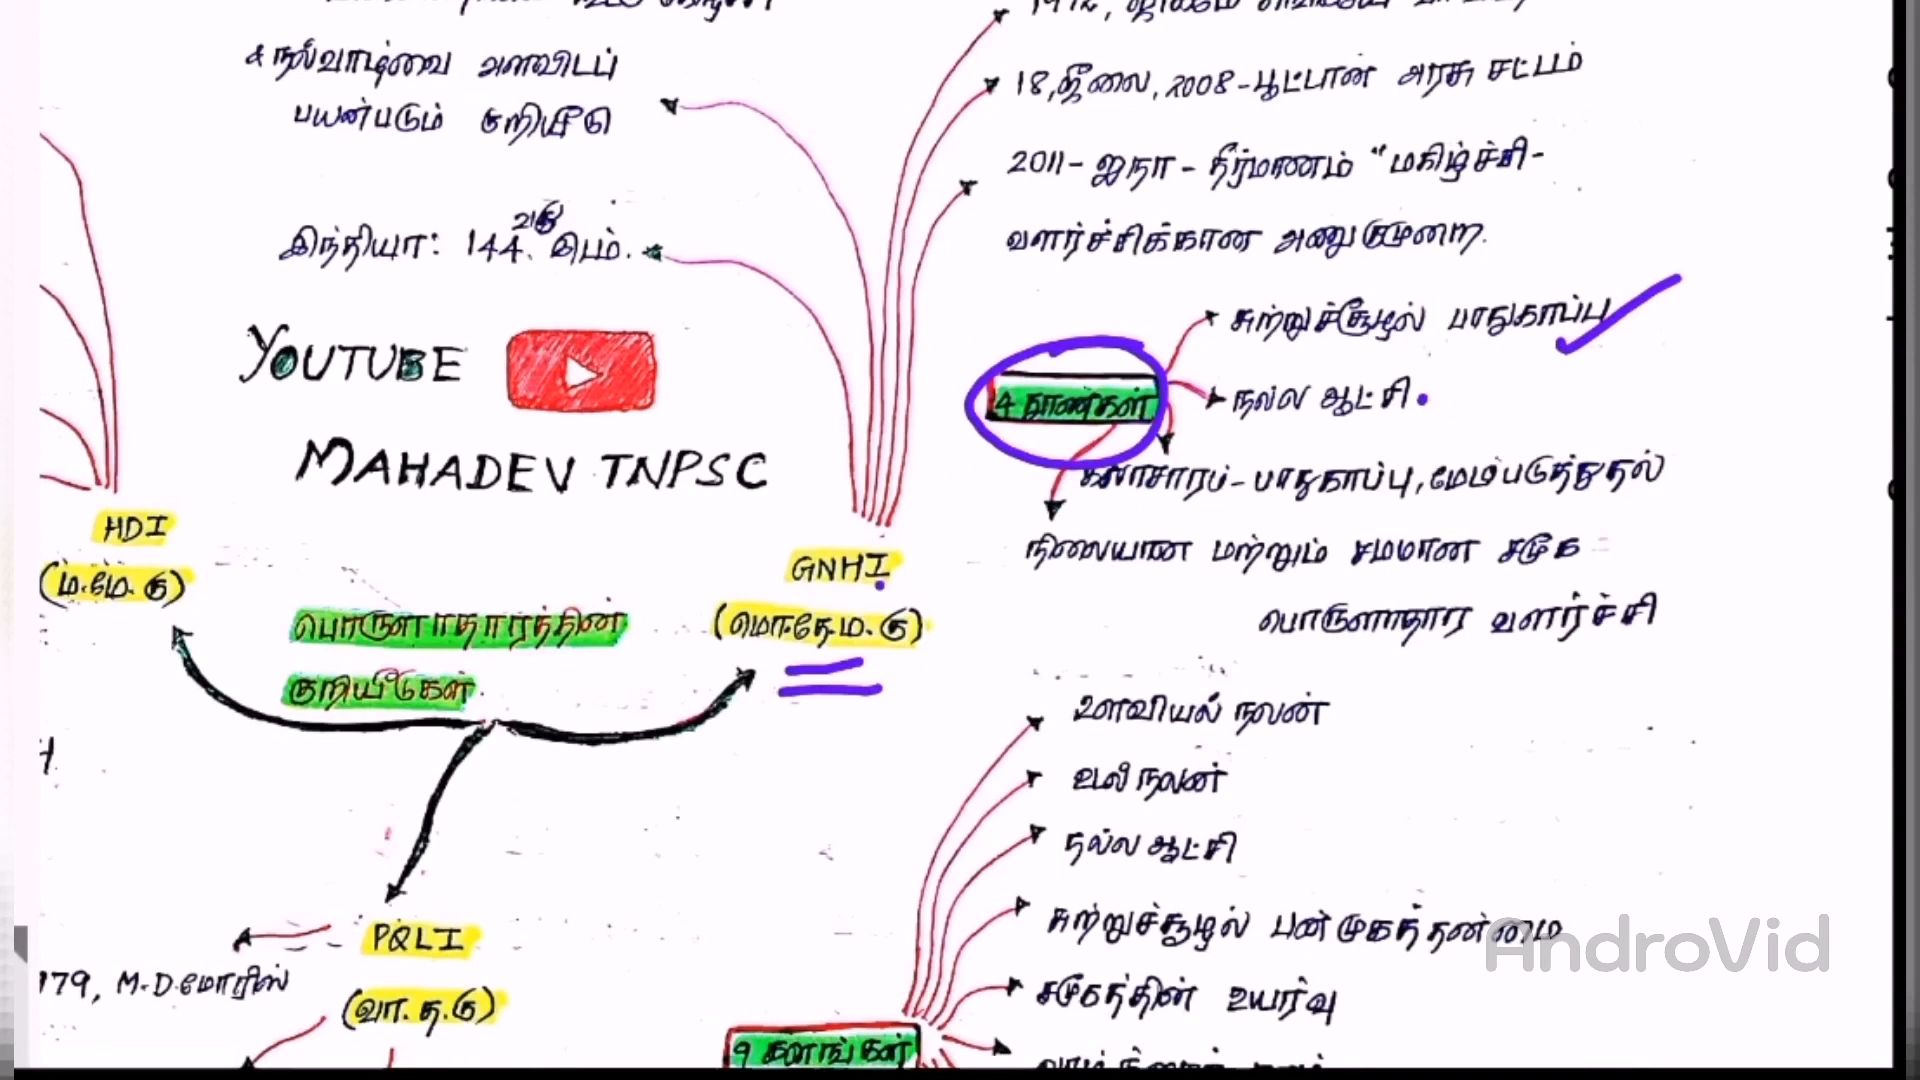 & நல்வாழ்வை அளவிடப்
பயன்படும் குறியீடு
இந்தியா: 144. இடம்.
YOUTUBE
MAHADEV TNPSC
HDI
(ம.மே.கு)
பொருளாதாரத்தின்
குறியீடுகள்
GNHI
(மொ.தே.ம.கு)
PQLI
(வா.த.கு)
979, M.D.மோரிஸ்
18, ஜீலை, 2008 - பூட்டான் அரசு சட்டம்
2011 - ஐநா - தீர்மாணம் "மகிழ்ச்சி-
வளர்ச்சிக்கான அணுகுமுறை.
4 தூண்கள்
சுற்றுச்சூழல் பாதுகாப்பு
நல்ல ஆட்சி
கலாசாரம் - பாதுகாப்பு, மேம்படுத்துதல்
நிலையான மற்றும் சமமான சமூக
பொருளாதார வளர்ச்சி
உளவியல் நலன்
உடல் நலன்
நல்ல ஆட்சி
சுற்றுச்சூழல் பன்முகத்தன்மை
சமூகத்தின் உயர்வு
9 களங்கள்
AndroVid